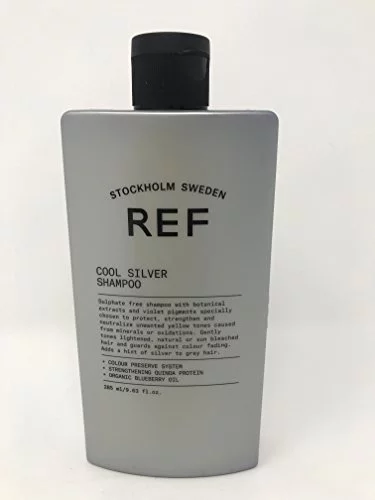 STOCKHOLM SWEDEN
REF
COOL SILVER
SHAMPOO
Sulphate free shampoo with botanical
extracts and violet pigments specially
chosen to protect, strengthen and
neutralize unwanted yellow tones caused
from minerals or oxidations. Gently
tones lightened, natural or sun bleached
hair and guards against colour fading.
Adds a hint of silver to grey hair.
• COLOUR PRESERVE SYSTEM
• STRENGTHENING QUINOA PROTEIN
• ORGANIC BLUEBERRY OIL
285 ml/9.63 fl.oz.